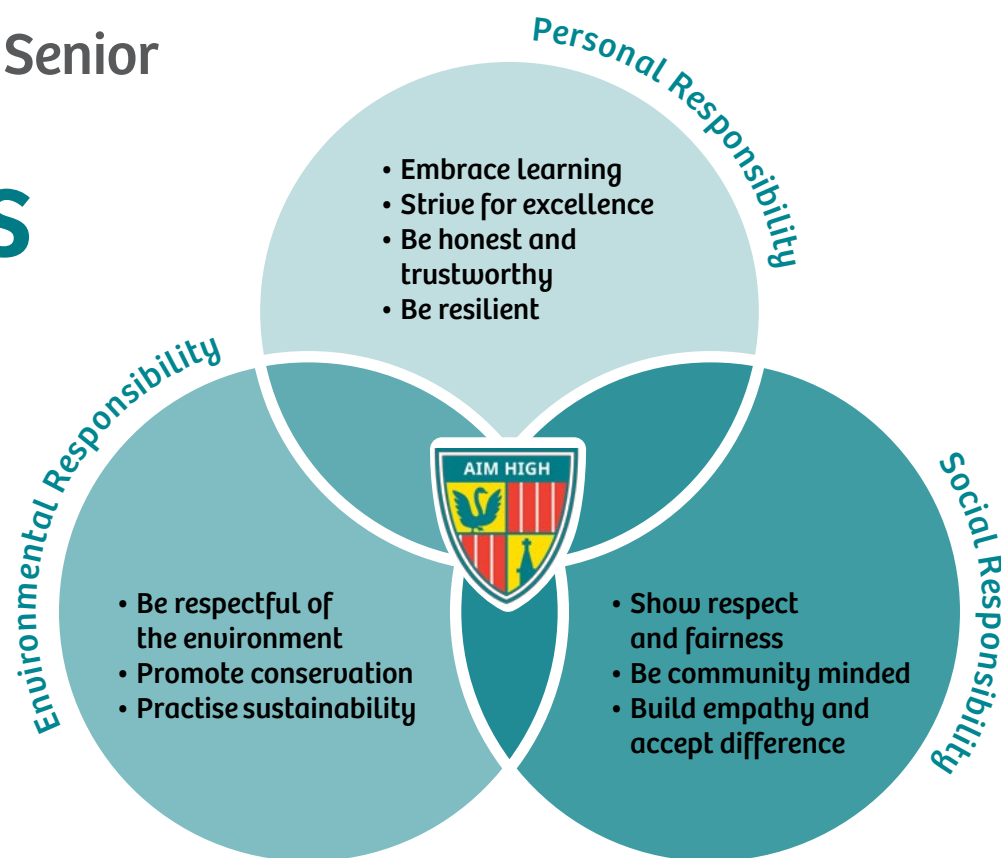 Senior
s
Personal Responsibility
• Embrace learning
• Strive for excellence
• Be honest and
trustworthy
• Be resilient
Environmental Responsibility
AIM HIGH
Social Responsibility
• Be respectful of
the environment
• Promote conservation
• Practise sustainability
• Show respect
and fairness
• Be community minded
• Build empathy and
accept difference